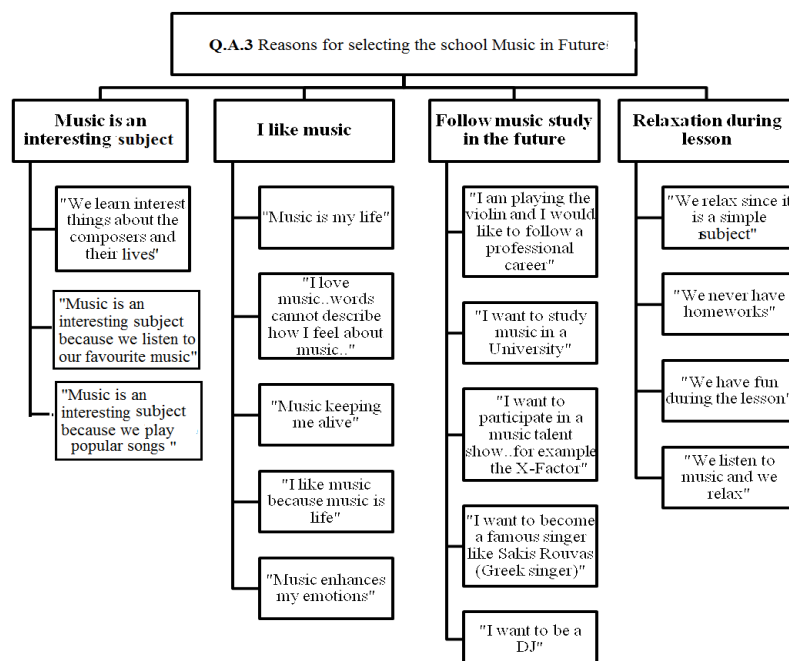 Q.A.3 Reasons for selecting the school Music in Future
Music is an
interesting subject
"We learn interest
things about the
composers and
their lives"
"Music is an
interesting subject
because we listen to
our favourite music"
"Music is an
interesting subject
because we play
popular songs "
I like music
"Music is my life"
"I love
music..words
cannot describe
how I feel about
music.."
"Music keeping
me alive"
"I like music
because music is
life"
"Music enhances
my emotions"
Follow music study
in the future
"I am playing the
violin and I would
like to follow a
professional
career"
"I want to study
music in a
University"
"I want to
participate in a
music talent
show..for example
the X-Factor"
"I want to become
a famous singer
like Sakis Rouvas
(Greek singer)"
"I want to be a
DJ"
Relaxation during
lesson
"We relax since it
is a simple
subject"
"We never have
homeworks"
"We have fun
during the lesson"
"We listen to
music and we
relax"